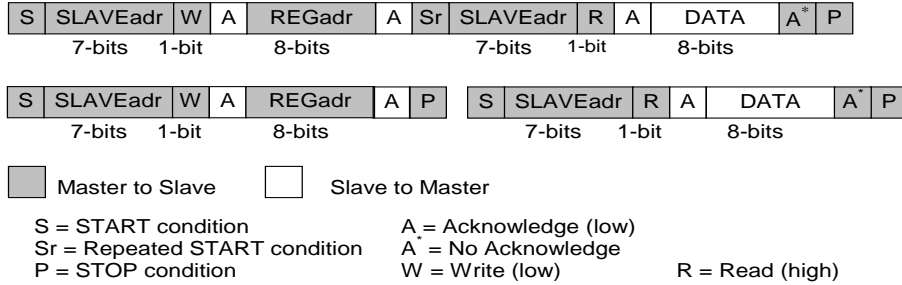 S SLAVEadr W A REGadr A Sr SLAVEadr R A DATA A* P
7-bits 1-bit 8-bits 7-bits 1-bit 8-bits
S SLAVEadr W A REGadr A P S SLAVEadr R A DATA A* P
7-bits 1-bit 8-bits 7-bits 1-bit 8-bits
Master to Slave Slave to Master
S = START condition A = Acknowledge (low)
Sr = Repeated START condition A* = No Acknowledge
P = STOP condition W = Write (low) R = Read (high)